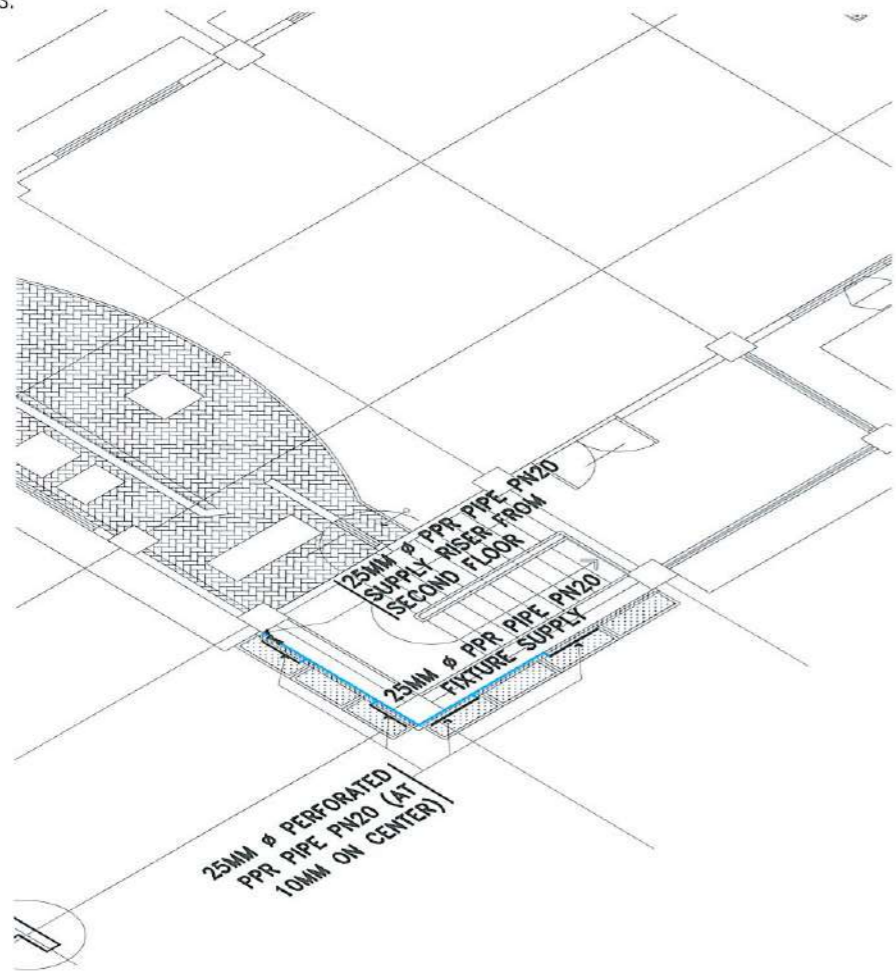 S.
25MM Ø PPR PIPE PN20
SUPPLY RISER FROM
SECOND FLOOR
25MM Ø PPR PIPE PN20
FIXTURE SUPPLY
25MM Ø PERFORATED
PPR PIPE PN20 (AT
10MM ON CENTER)